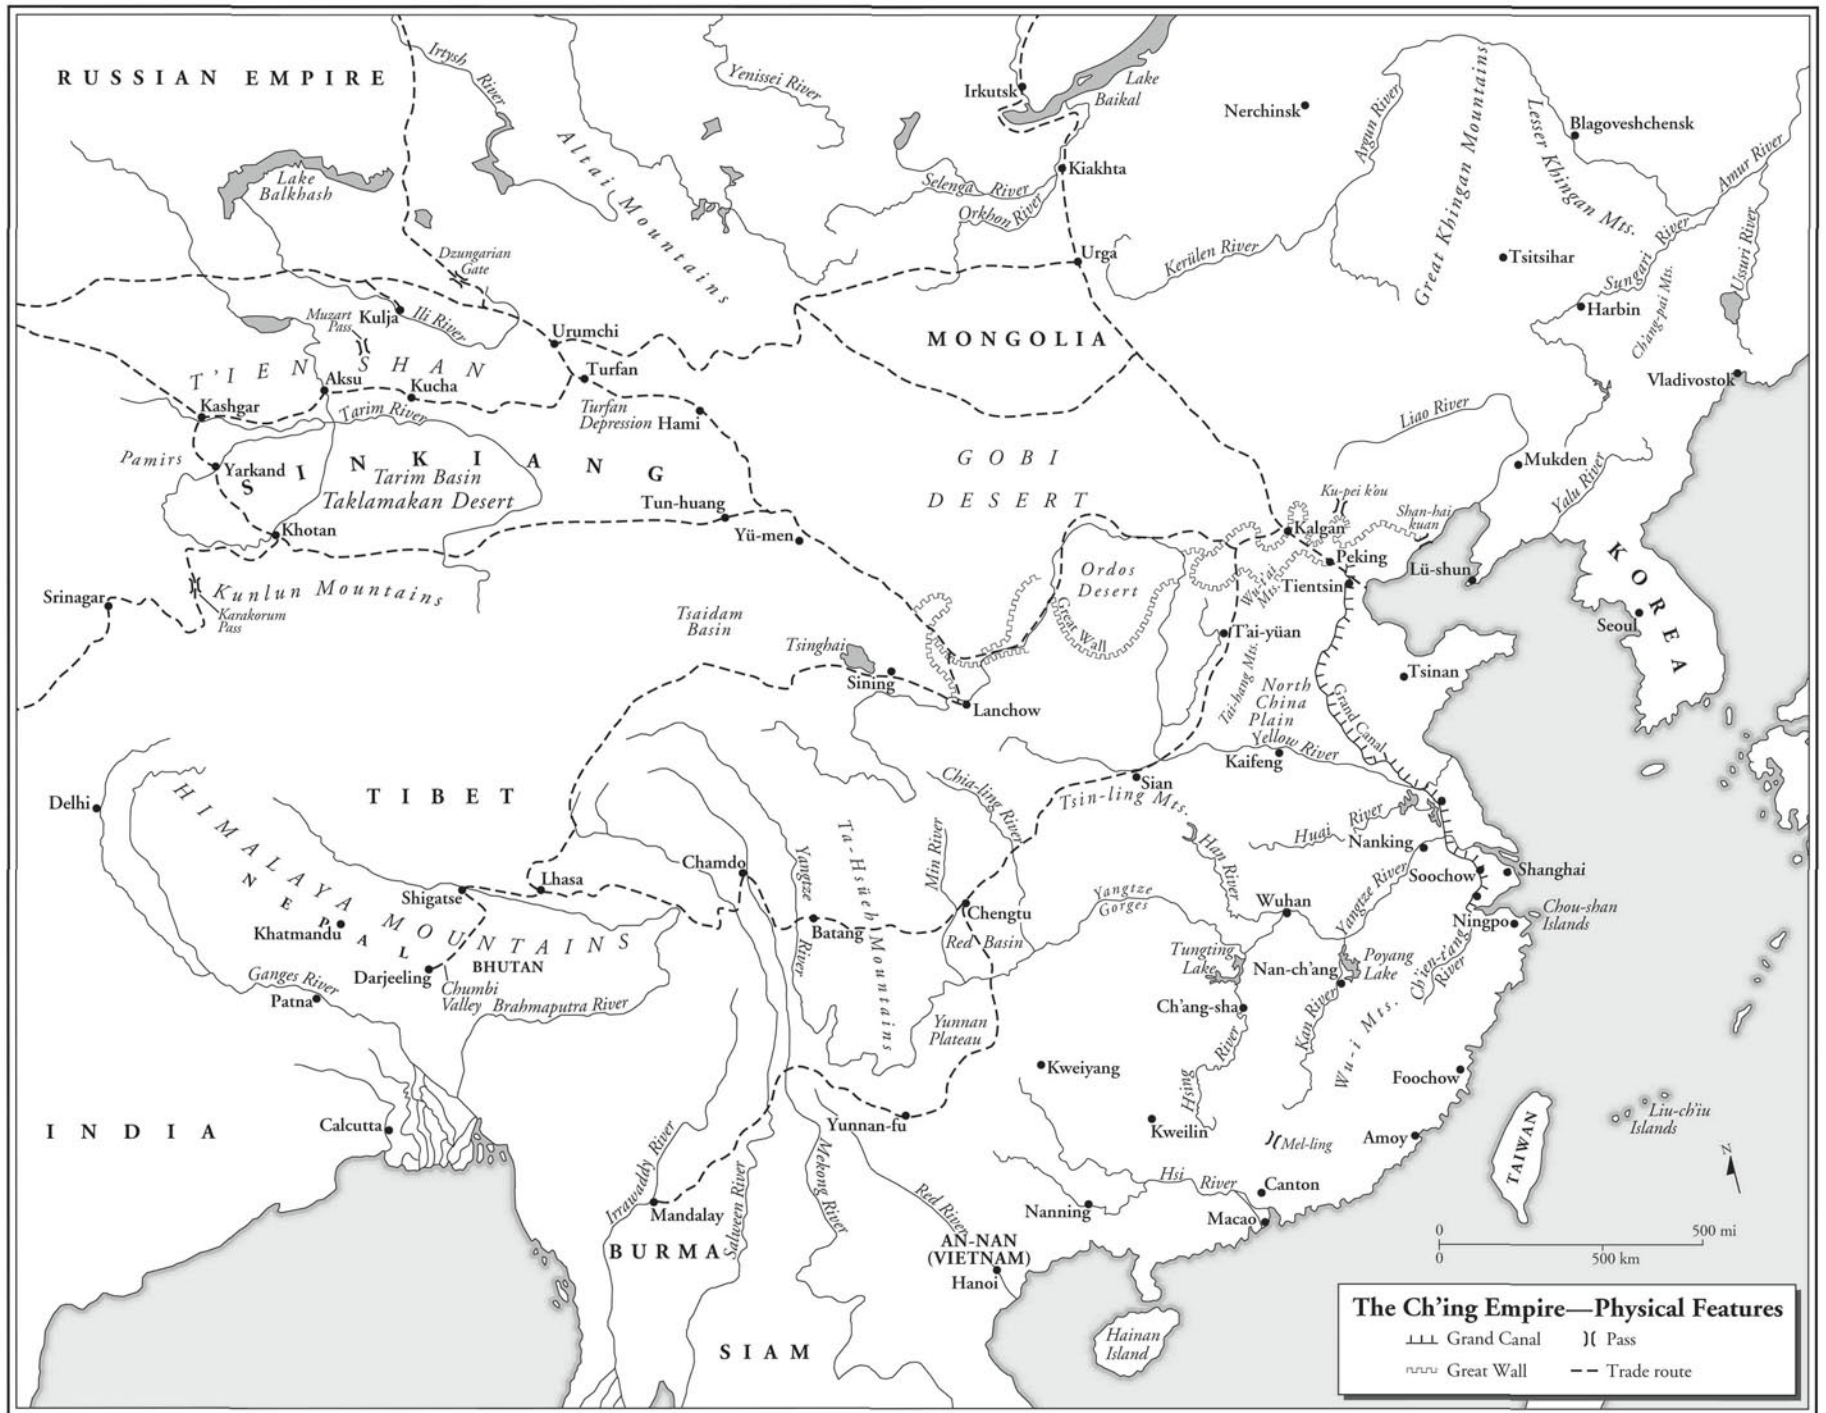 RUSSIAN EMPIRE
Irtysh River
Yenissei River
Irkutsk
Lake
Baikal
Nerchinsk
Argun River
Great Khingan Mountains
Lesser Khingan Mts.
Blagoveshchensk
Amur River
Lake
Balkhash
Altai Mountains
Selenga River
Orkhon River
Kiakhta
Urga
Kerülen River
Tsitsihar
Sungari River
Ussuri River
Harbin
Ch'ang-pai Mts.
Vladivostok
Dzungarian
Gate
Muzart
Pass
Kulja
Ili River
Urumchi
MONGOLIA
T'IEN SHAN
Aksu
Kucha
Turfan
Kashgar
Tarim River
Turfan
Depression
Hami
Liao River
Mukden
Yalu River
Pamirs
Yarkand
SINKIANG
Tarim Basin
Taklamakan Desert
GOBI
DESERT
Tun-huang
Yü-men
Khotan
Ku-pei k'ou
Kalgan
Shan-hai
kuan
Peking
Lü-shun
KOREA
Seoul
Srinagar
Kunlun Mountains
Karakorum
Pass
Tsaidam
Basin
Tsinghai
Sining
Lanchow
Ordos
Desert
Great Wall
Wu-t'ai
Mts.
Tientsin
T'ai-yüan
Tai-hang Mts.
Tsinan
North
China
Plain
Grand Canal
Yellow River
Kaifeng
Sian
Tsin-ling Mts.
Delhi
HIMALAYA MOUNTAINS
TIBET
NEPAL
Chamdo
Lhasa
Shigatse
Khatmandu
Darjeeling
BHUTAN
Chumbi
Valley
Brahmaputra River
Ganges River
Patna
Yangtze River
Ta-Hsüeh Mountains
Min River
Chia-ling River
Batang
Chengtu
Red Basin
Yangtze
Gorges
Han River
Huai River
Nanking
Soochow
Shanghai
Wuhan
Yangtze River
Ningpo
Chou-shan
Islands
Tungting
Lake
Nan-ch'ang
Poyang
Lake
Ch'ien-t'ang
River
Ch'ang-sha
Kan River
Wu-i Mts.
Yunnan
Plateau
Kweiyang
Hsing River
Foochow
INDIA
Calcutta
Yunnan-fu
Kweilin
Mel-ling
Amoy
TAIWAN
Liu-ch'iu
Islands
N
Irrawaddy River
Mandalay
Salween River
Mekong River
Red River
Hsi River
Canton
Nanning
Macao
BURMA
AN-NAN
(VIETNAM)
Hanoi
SIAM
Hainan
Island
0 500 mi
0 500 km
The Ch'ing Empire—Physical Features
Grand Canal
Pass
Great Wall
Trade route